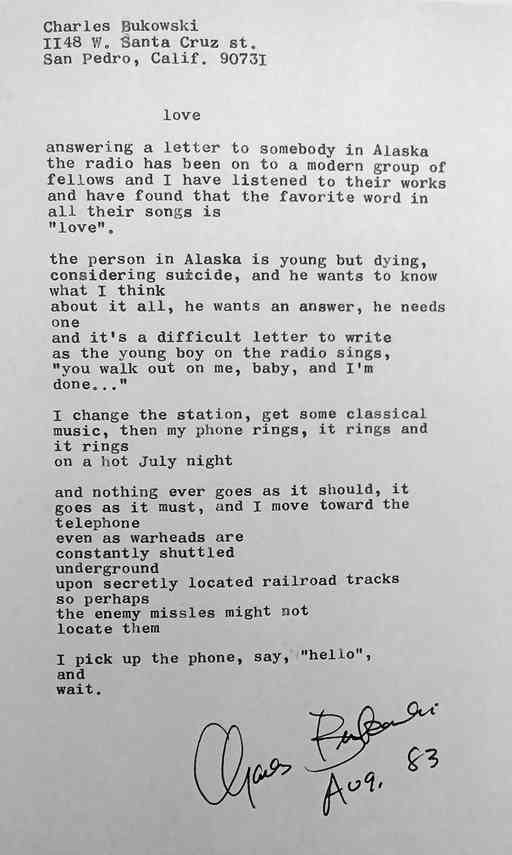 Charles Bukowski
II48 W. Santa Cruz st.
San Pedro, Calif. 9073I
love
answering a letter to somebody in Alaska
the radio has been on to a modern group of
fellows and I have listened to their works
and have found that the favorite word in
all their songs is
"love".
the person in Alaska is young but dying,
considering suicide, and he wants to know
what I think
about it all, he wants an answer, he needs
one
and it's a difficult letter to write
as the young boy on the radio sings,
"you walk out on me, baby, and I'm
done..."
I change the station, get some classical
music, then my phone rings, it rings and
it rings
on a hot July night
and nothing ever goes as it should, it
goes as it must, and I move toward the
telephone
even as warheads are
constantly shuttled
underground
upon secretly located railroad tracks
so perhaps
the enemy missles might not
locate them
I pick up the phone, say, "hello",
and
wait.
Charles Bukowski
Aug. 83